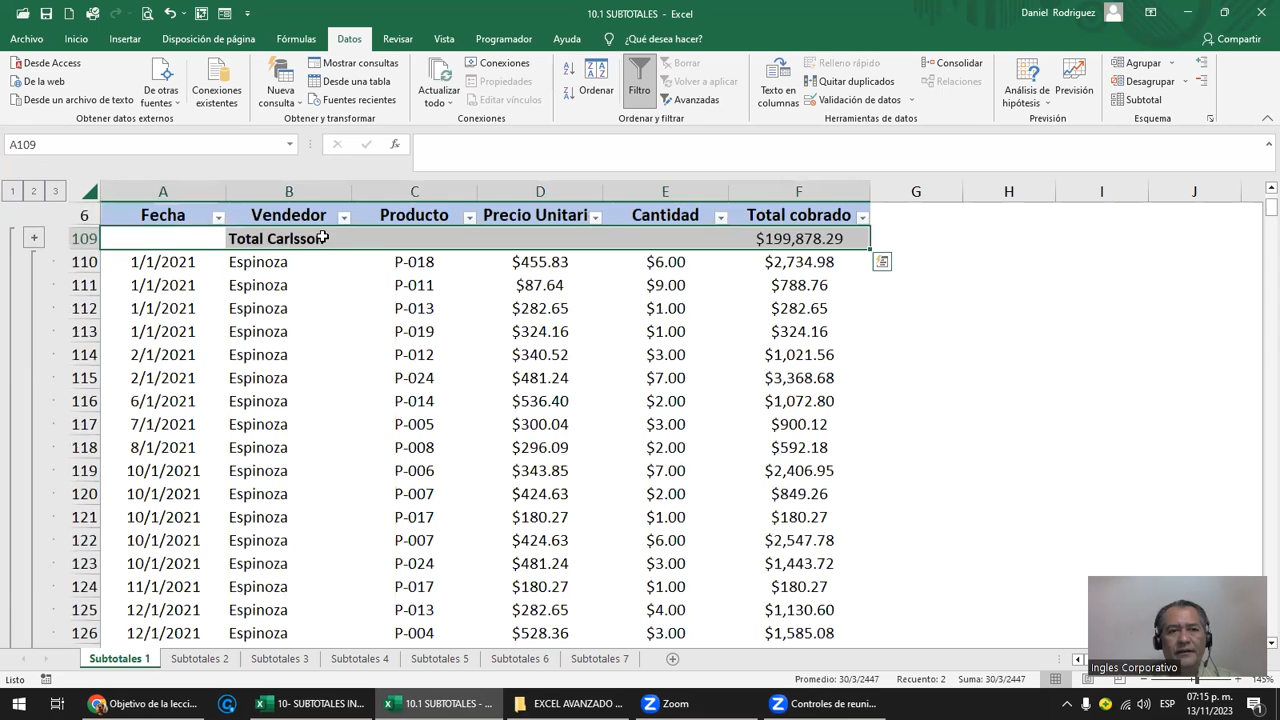 10.1 SUBTOTALES - Excel
Daniel Rodriguez
Archivo Inicio Insertar Disposición de página Fórmulas Datos Revisar Vista Programador Ayuda ¿Qué desea hacer? Compartir
Desde Access
De la web
Desde un archivo de texto
De otras fuentes
Conexiones existentes
Obtener datos externos
Nueva consulta
Mostrar consultas
Desde una tabla
Fuentes recientes
Obtener y transformar
Actualizar todo
Conexiones
Propiedades
Editar vínculos
Conexiones
Ordenar
Filtro
Borrar
Volver a aplicar
Avanzadas
Ordenar y filtrar
Texto en columnas
Relleno rápido
Quitar duplicados
Validación de datos
Consolidar
Relaciones
Herramientas de datos
Análisis de hipótesis
Previsión
Previsión
Agrupar
Desagrupar
Subtotal
Esquema
A109
1 2 3 A B C D E F G H I J
6 Fecha Vendedor Producto Precio Unitari Cantidad Total cobrado
109 Total Carlsson $199,878.29
110 1/1/2021 Espinoza P-018 $455.83 $6.00 $2,734.98
111 1/1/2021 Espinoza P-011 $87.64 $9.00 $788.76
112 1/1/2021 Espinoza P-013 $282.65 $1.00 $282.65
113 1/1/2021 Espinoza P-019 $324.16 $1.00 $324.16
114 2/1/2021 Espinoza P-012 $340.52 $3.00 $1,021.56
115 2/1/2021 Espinoza P-024 $481.24 $7.00 $3,368.68
116 6/1/2021 Espinoza P-014 $536.40 $2.00 $1,072.80
117 7/1/2021 Espinoza P-005 $300.04 $3.00 $900.12
118 8/1/2021 Espinoza P-008 $296.09 $2.00 $592.18
119 10/1/2021 Espinoza P-006 $343.85 $7.00 $2,406.95
120 10/1/2021 Espinoza P-007 $424.63 $2.00 $849.26
121 10/1/2021 Espinoza P-017 $180.27 $1.00 $180.27
122 10/1/2021 Espinoza P-007 $424.63 $6.00 $2,547.78
123 10/1/2021 Espinoza P-024 $481.24 $3.00 $1,443.72
124 11/1/2021 Espinoza P-017 $180.27 $1.00 $180.27
125 12/1/2021 Espinoza P-013 $282.65 $4.00 $1,130.60
126 12/1/2021 Espinoza P-004 $528.36 $3.00 $1,585.08
Ingles Corporativo
Subtotales 1 Subtotales 2 Subtotales 3 Subtotales 4 Subtotales 5 Subtotales 6 Subtotales 7
Listo Promedio: 30/3/2447 Recuento: 2 Suma: 30/3/2447 145%
Objetivo de la lecci... 10- SUBTOTALES IN... 10.1 SUBTOTALES - ... EXCEL AVANZADO ... Zoom Controles de reuni... ESP 07:15 p. m.
13/11/2023